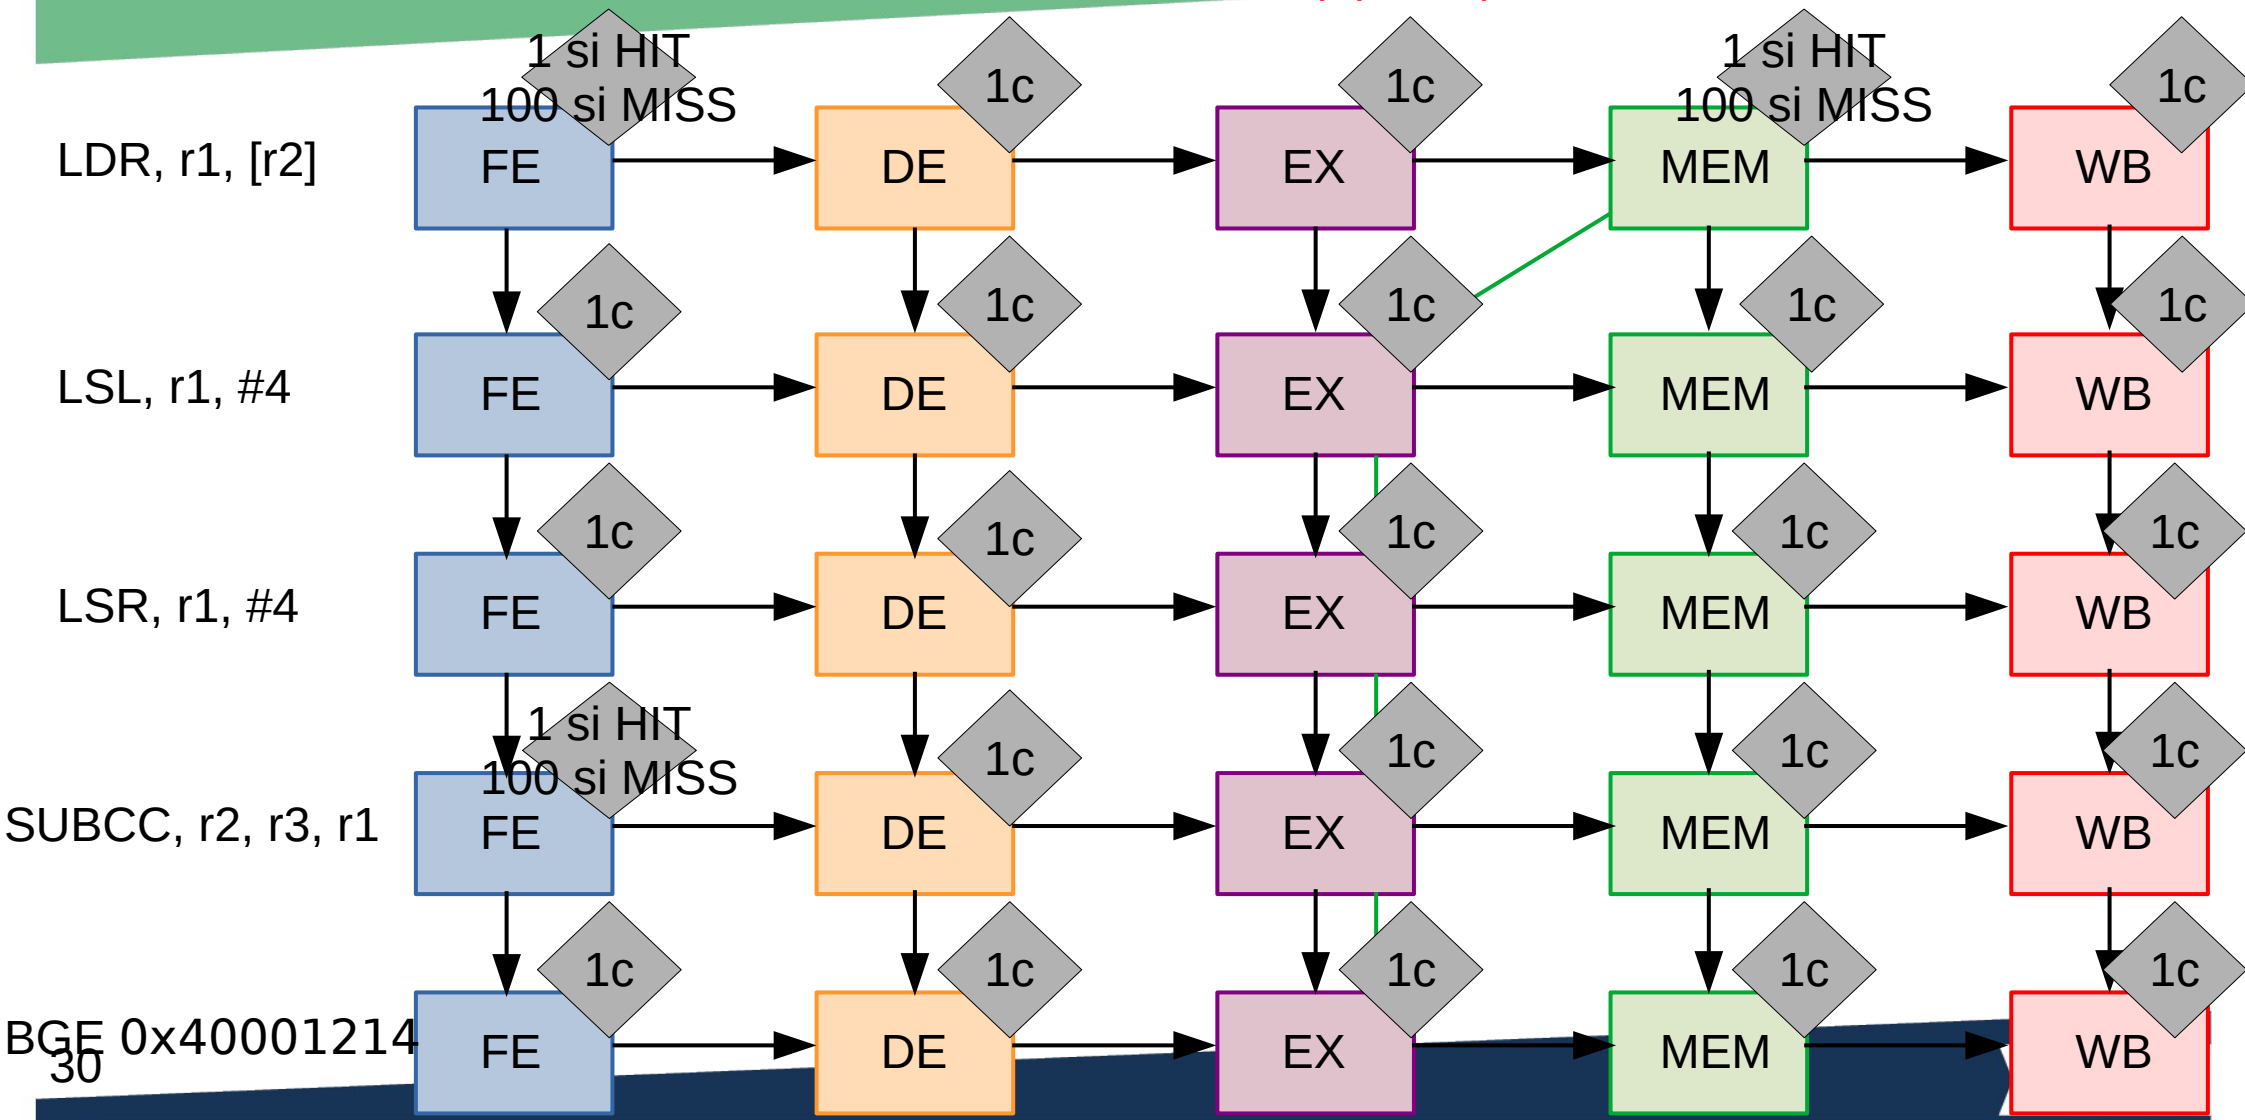 1 si HIT
100 si MISS
1c
1c
1 si HIT
100 si MISS
1c
LDR, r1, [r2]
FE
DE
EX
MEM
WB
1c
1c
1c
1c
1c
LSL, r1, #4
FE
DE
EX
MEM
WB
1c
1c
1c
1c
1c
LSR, r1, #4
FE
DE
EX
MEM
WB
1 si HIT
100 si MISS
1c
1c
1c
1c
SUBCC, r2, r3, r1
FE
DE
EX
MEM
WB
1c
1c
1c
1c
1c
BGE 0x40001214
FE
DE
EX
MEM
WB
30